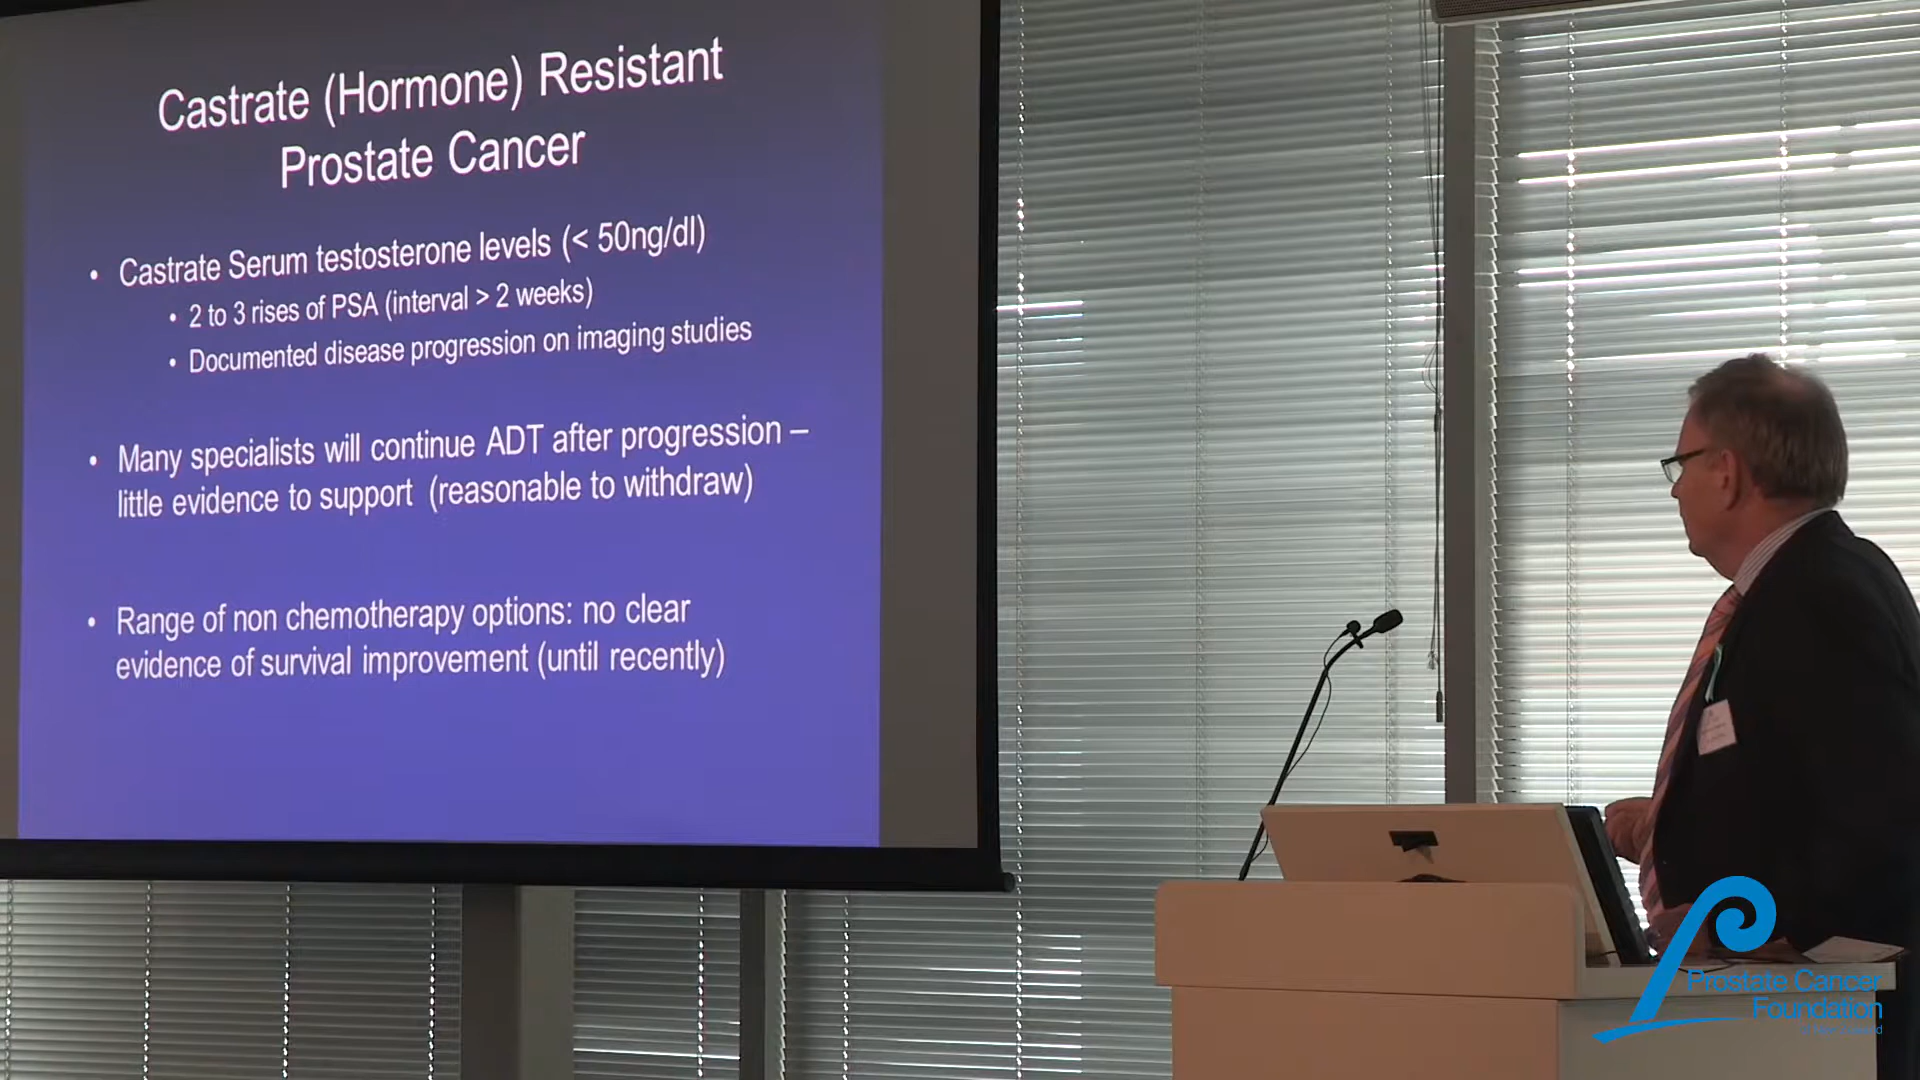 Castrate (Hormone) Resistant
Prostate Cancer
• Castrate Serum testosterone levels (< 50ng/dl)
• 2 to 3 rises of PSA (interval > 2 weeks)
• Documented disease progression on imaging studies
• Many specialists will continue ADT after progression –
little evidence to support (reasonable to withdraw)
• Range of non chemotherapy options: no clear
evidence of survival improvement (until recently)
Prostate Cancer
Foundation